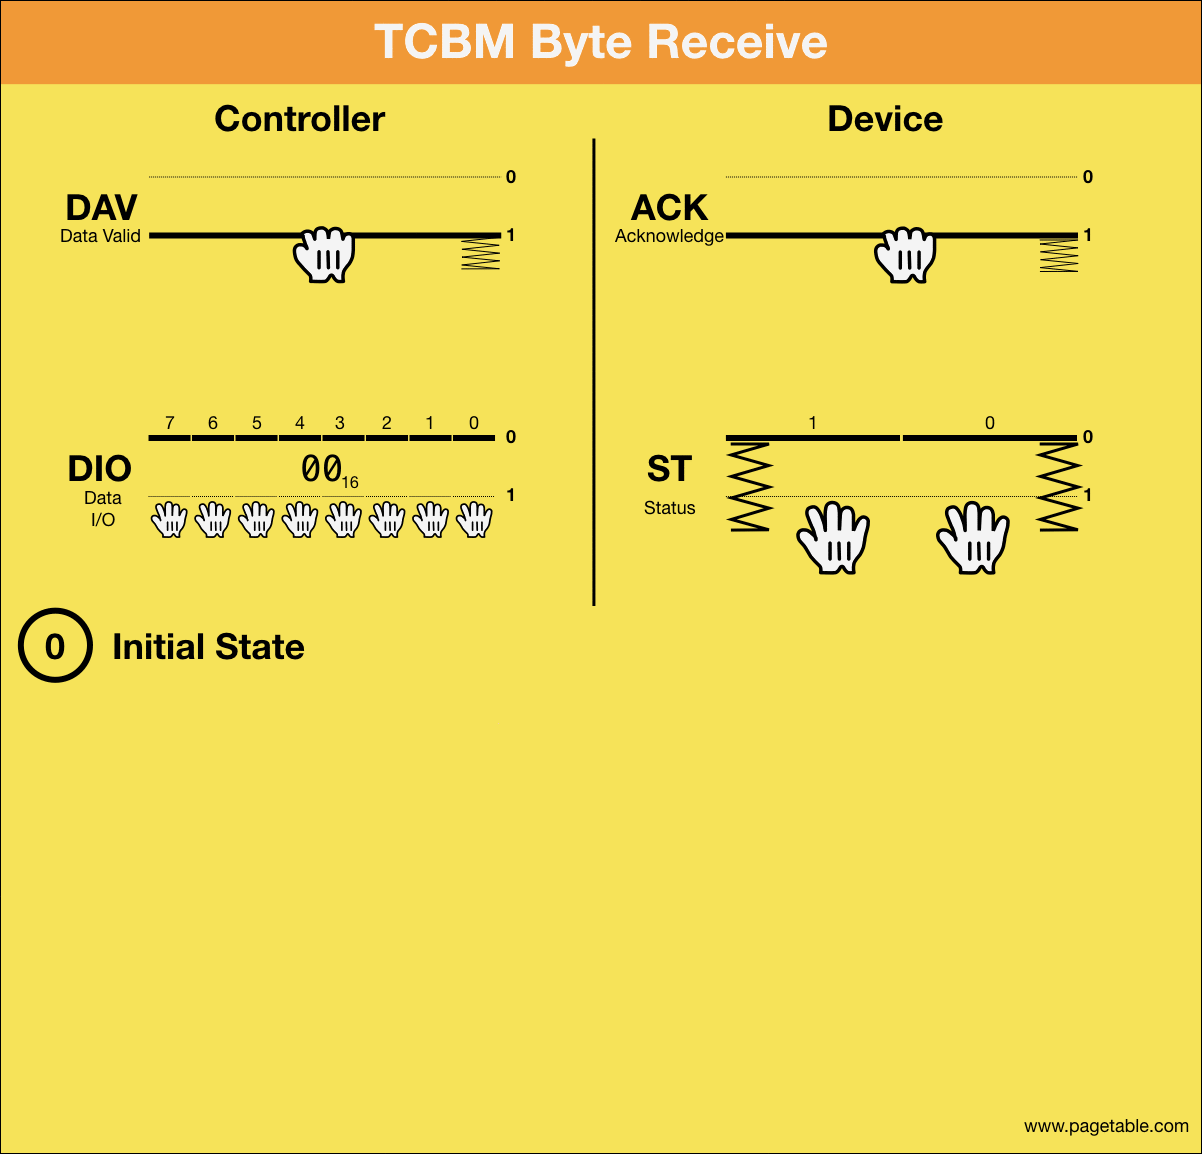 TCBM Byte Receive
Controller
Device
0
DAV
Data Valid
1
0
ACK
Acknowledge
1
7 6 5 4 3 2 1 0
0
DIO
Data
I/O
00₁₆
1
1 0
0
ST
Status
1
0 Initial State
www.pagetable.com